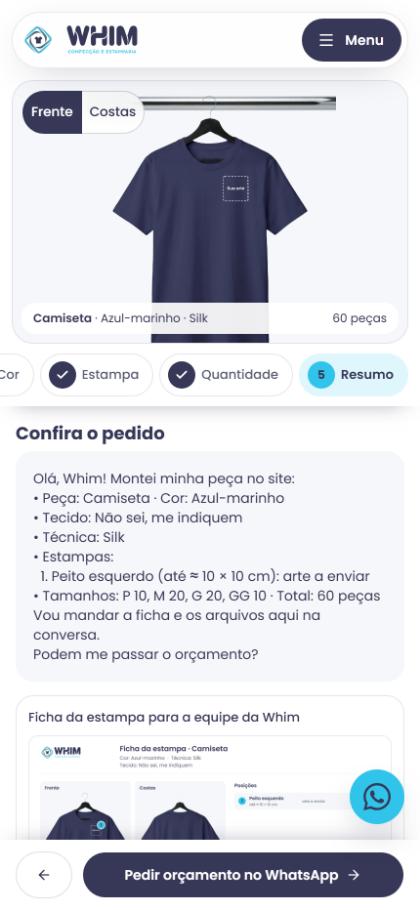 WHIM
CONFECÇÃO E ESTAMPARIA
Menu
Frente
Costas
Sua arte
Camiseta · Azul-marinho · Silk
60 peças
Cor
Estampa
Quantidade
5 Resumo
Confira o pedido
Olá, Whim! Montei minha peça no site:
• Peça: Camiseta · Cor: Azul-marinho
• Tecido: Não sei, me indiquem
• Técnica: Silk
• Estampas:
1. Peito esquerdo (até ≈ 10 × 10 cm): arte a enviar
• Tamanhos: P 10, M 20, G 20, GG 10 · Total: 60 peças
Vou mandar a ficha e os arquivos aqui na
conversa.
Podem me passar o orçamento?
Ficha da estampa para a equipe da Whim
WHIM
Ficha da estampa · Camiseta
Cor: Azul-marinho · Técnica: Silk
Tecido: Não sei, me indiquem
Frente
Costas
Posições
Peito esquerdo
Pedir orçamento no WhatsApp